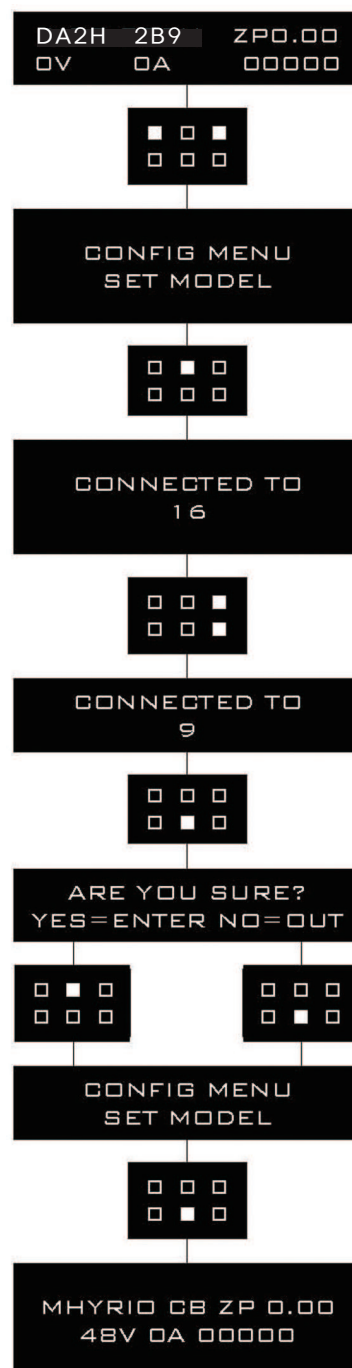 DA2H 2B9 ZP0.00
0V 0A 00000
CONFIG MENU
SET MODEL
CONNECTED TO
16
CONNECTED TO
9
ARE YOU SURE?
YES=ENTER NO=OUT
CONFIG MENU
SET MODEL
MHYRIO CB ZP 0.00
48V 0A 00000